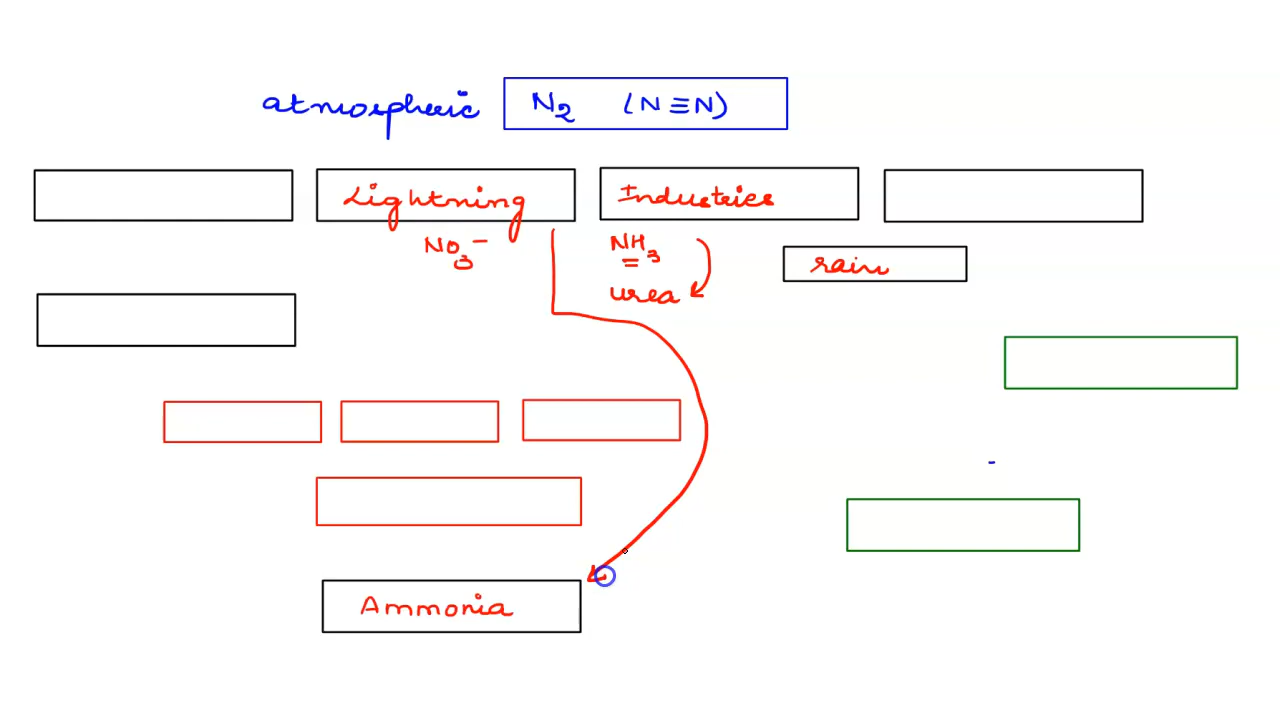 atmospheric N2 (N≡N)
Lightning
Industries
NO3-
NH3
urea
rain
Ammonia